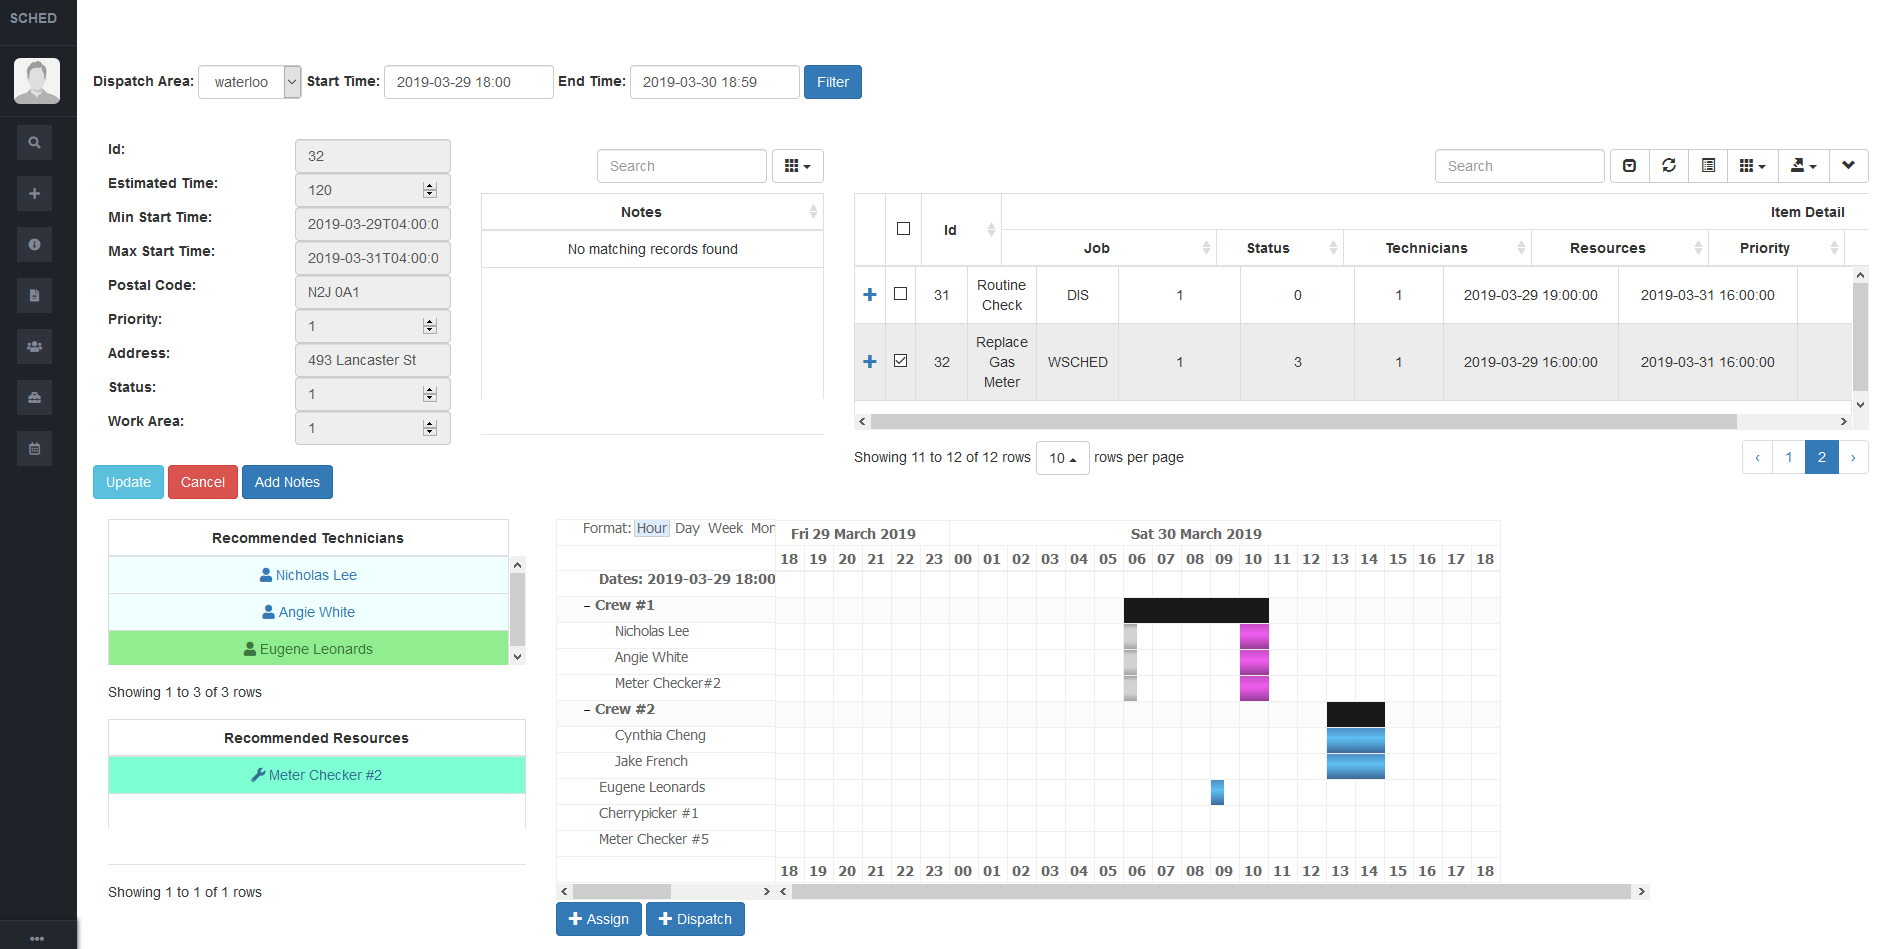 SCHED
Dispatch Area: waterloo Start Time: 2019-03-29 18:00 End Time: 2019-03-30 18:59 Filter
Id: 32
Estimated Time: 120
Min Start Time: 2019-03-29T04:00:0
Max Start Time: 2019-03-31T04:00:0
Postal Code: N2J 0A1
Priority: 1
Address: 493 Lancaster St
Status: 1
Work Area: 1
Update Cancel Add Notes
Search
Notes
No matching records found
Search
Item Detail
Id
Job Status Technicians Resources Priority
31 Routine Check DIS 1 0 1 2019-03-29 19:00:00 2019-03-31 16:00:00
32 Replace Gas Meter WSCHED 1 3 1 2019-03-29 16:00:00 2019-03-31 16:00:00
Showing 11 to 12 of 12 rows 10 rows per page
‹ 1 2 ›
Recommended Technicians
Nicholas Lee
Angie White
Eugene Leonards
Showing 1 to 3 of 3 rows
Recommended Resources
Meter Checker #2
Showing 1 to 1 of 1 rows
Format: Hour Day Week Mon
Fri 29 March 2019 Sat 30 March 2019
18 19 20 21 22 23 00 01 02 03 04 05 06 07 08 09 10 11 12 13 14 15 16 17 18
Dates: 2019-03-29 18:00
– Crew #1
Nicholas Lee
Angie White
Meter Checker#2
– Crew #2
Cynthia Cheng
Jake French
Eugene Leonards
Cherrypicker #1
Meter Checker #5
18 19 20 21 22 23 00 01 02 03 04 05 06 07 08 09 10 11 12 13 14 15 16 17 18
+ Assign + Dispatch